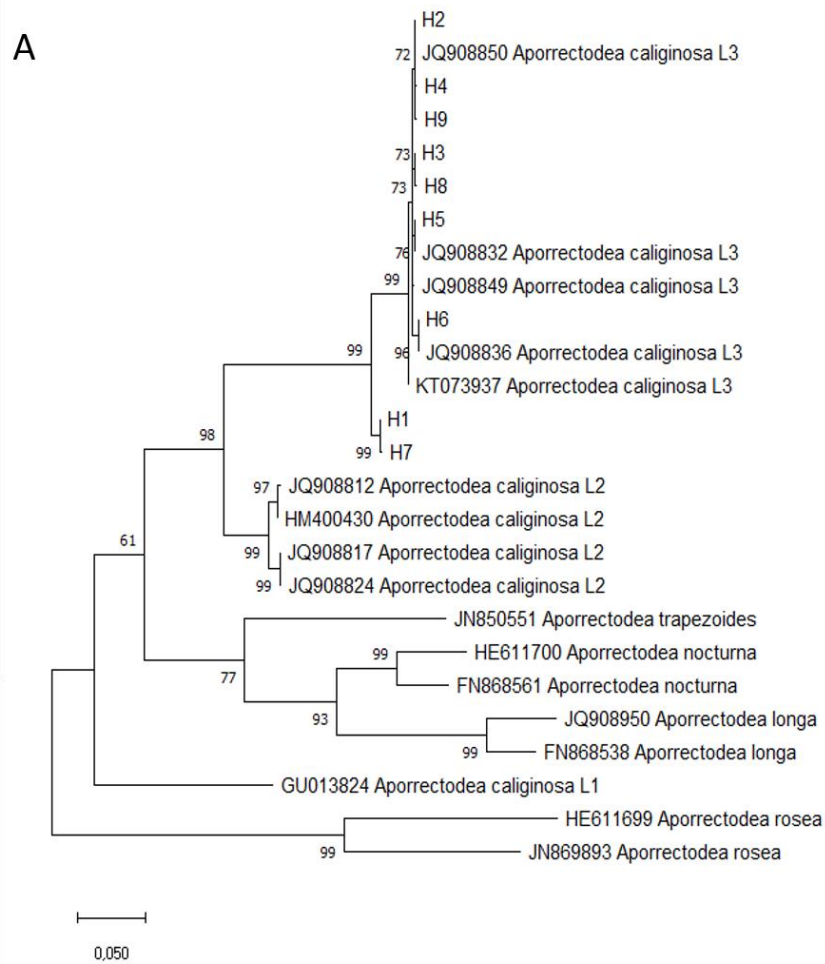 A
H2
72
JQ908850 Aporrectodea caliginosa L3
H4
H9
73
H3
73
H8
H5
76
JQ908832 Aporrectodea caliginosa L3
99
JQ908849 Aporrectodea caliginosa L3
H6
99
96
JQ908836 Aporrectodea caliginosa L3
KT073937 Aporrectodea caliginosa L3
H1
98
99
H7
97
JQ908812 Aporrectodea caliginosa L2
HM400430 Aporrectodea caliginosa L2
61
99
JQ908817 Aporrectodea caliginosa L2
99
JQ908824 Aporrectodea caliginosa L2
JN850551 Aporrectodea trapezoides
99
HE611700 Aporrectodea nocturna
77
FN868561 Aporrectodea nocturna
93
JQ908950 Aporrectodea longa
99
FN868538 Aporrectodea longa
GU013824 Aporrectodea caliginosa L1
HE611699 Aporrectodea rosea
99
JN869893 Aporrectodea rosea
0,050